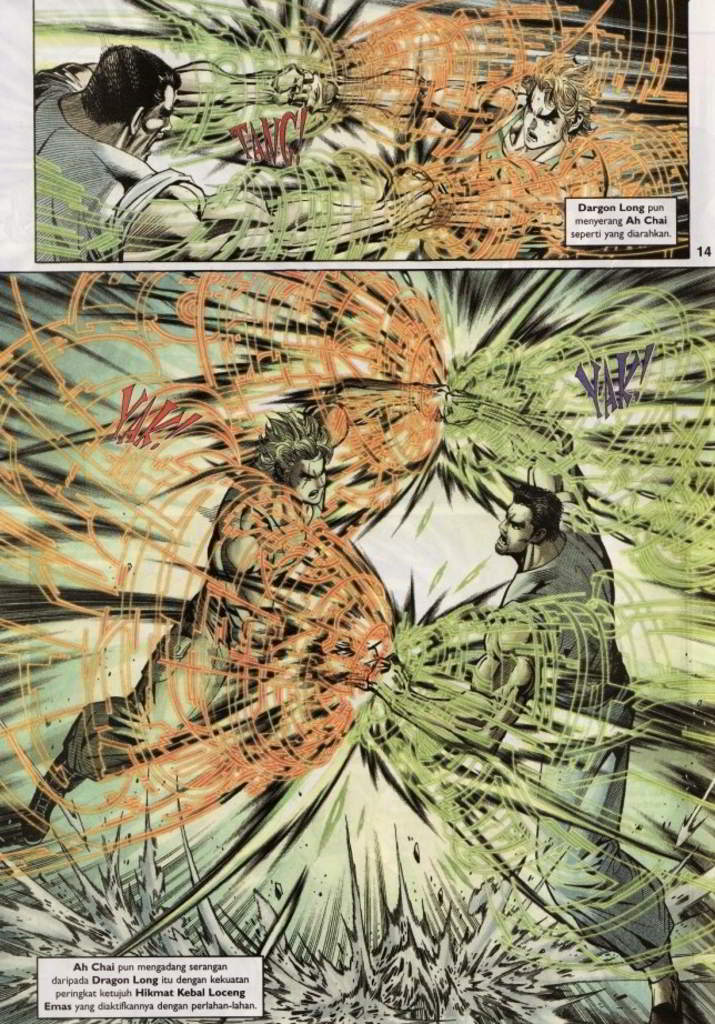 TANG!
Dargon Long pun
menyerang Ah Chai
seperti yang diarahkan.
14
YAK!
YAK!!
Ah Chai pun mengadang serangan
daripada Dragon Long itu dengan kekuatan
peringkat ketujuh Hikmat Kebal Loceng
Emas yang diaktifkannya dengan perlahan-lahan.